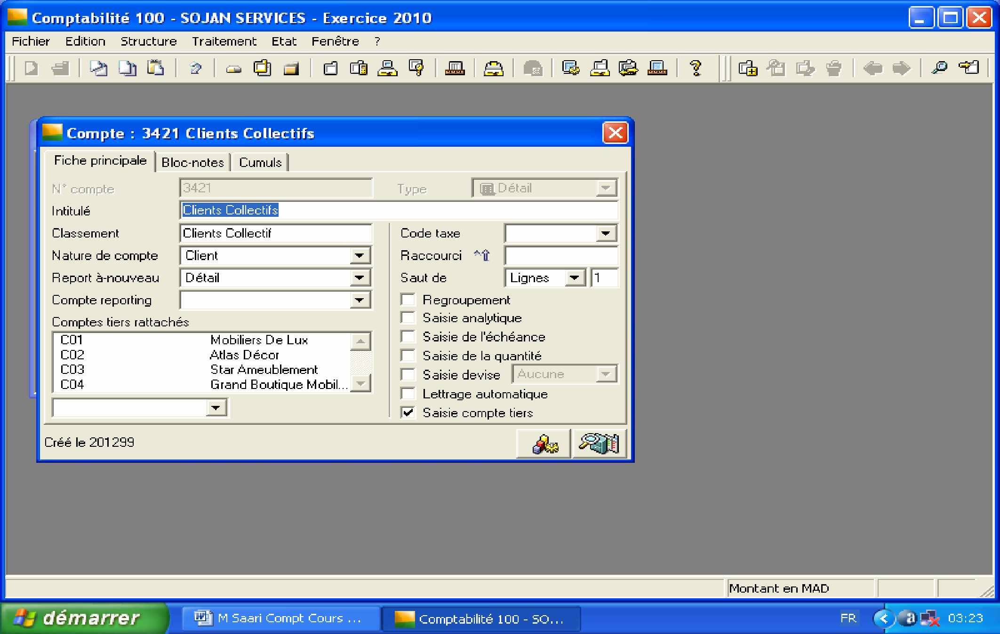 Comptabilité 100 - SOJAN SERVICES - Exercice 2010
Fichier Edition Structure Traitement Etat Fenêtre ?
Compte : 3421 Clients Collectifs
Fiche principale Bloc-notes Cumuls
N° compte 3421 Type Détail
Intitulé Clients Collectifs
Classement Clients Collectif Code taxe
Nature de compte Client Raccourci
Report à-nouveau Détail Saut de Lignes 1
Compte reporting Regroupement
Saisie analytique
Comptes tiers rattachés
C01 Mobiliers De Lux Saisie de l'échéance
C02 Atlas Décor Saisie de la quantité
C03 Star Ameublement Saisie devise Aucune
C04 Grand Boutique Mobil... Lettrage automatique
Saisie compte tiers
Créé le 201299
Montant en MAD
démarrer M Saari Compt Cours ... Comptabilité 100 - SO... FR 03:23